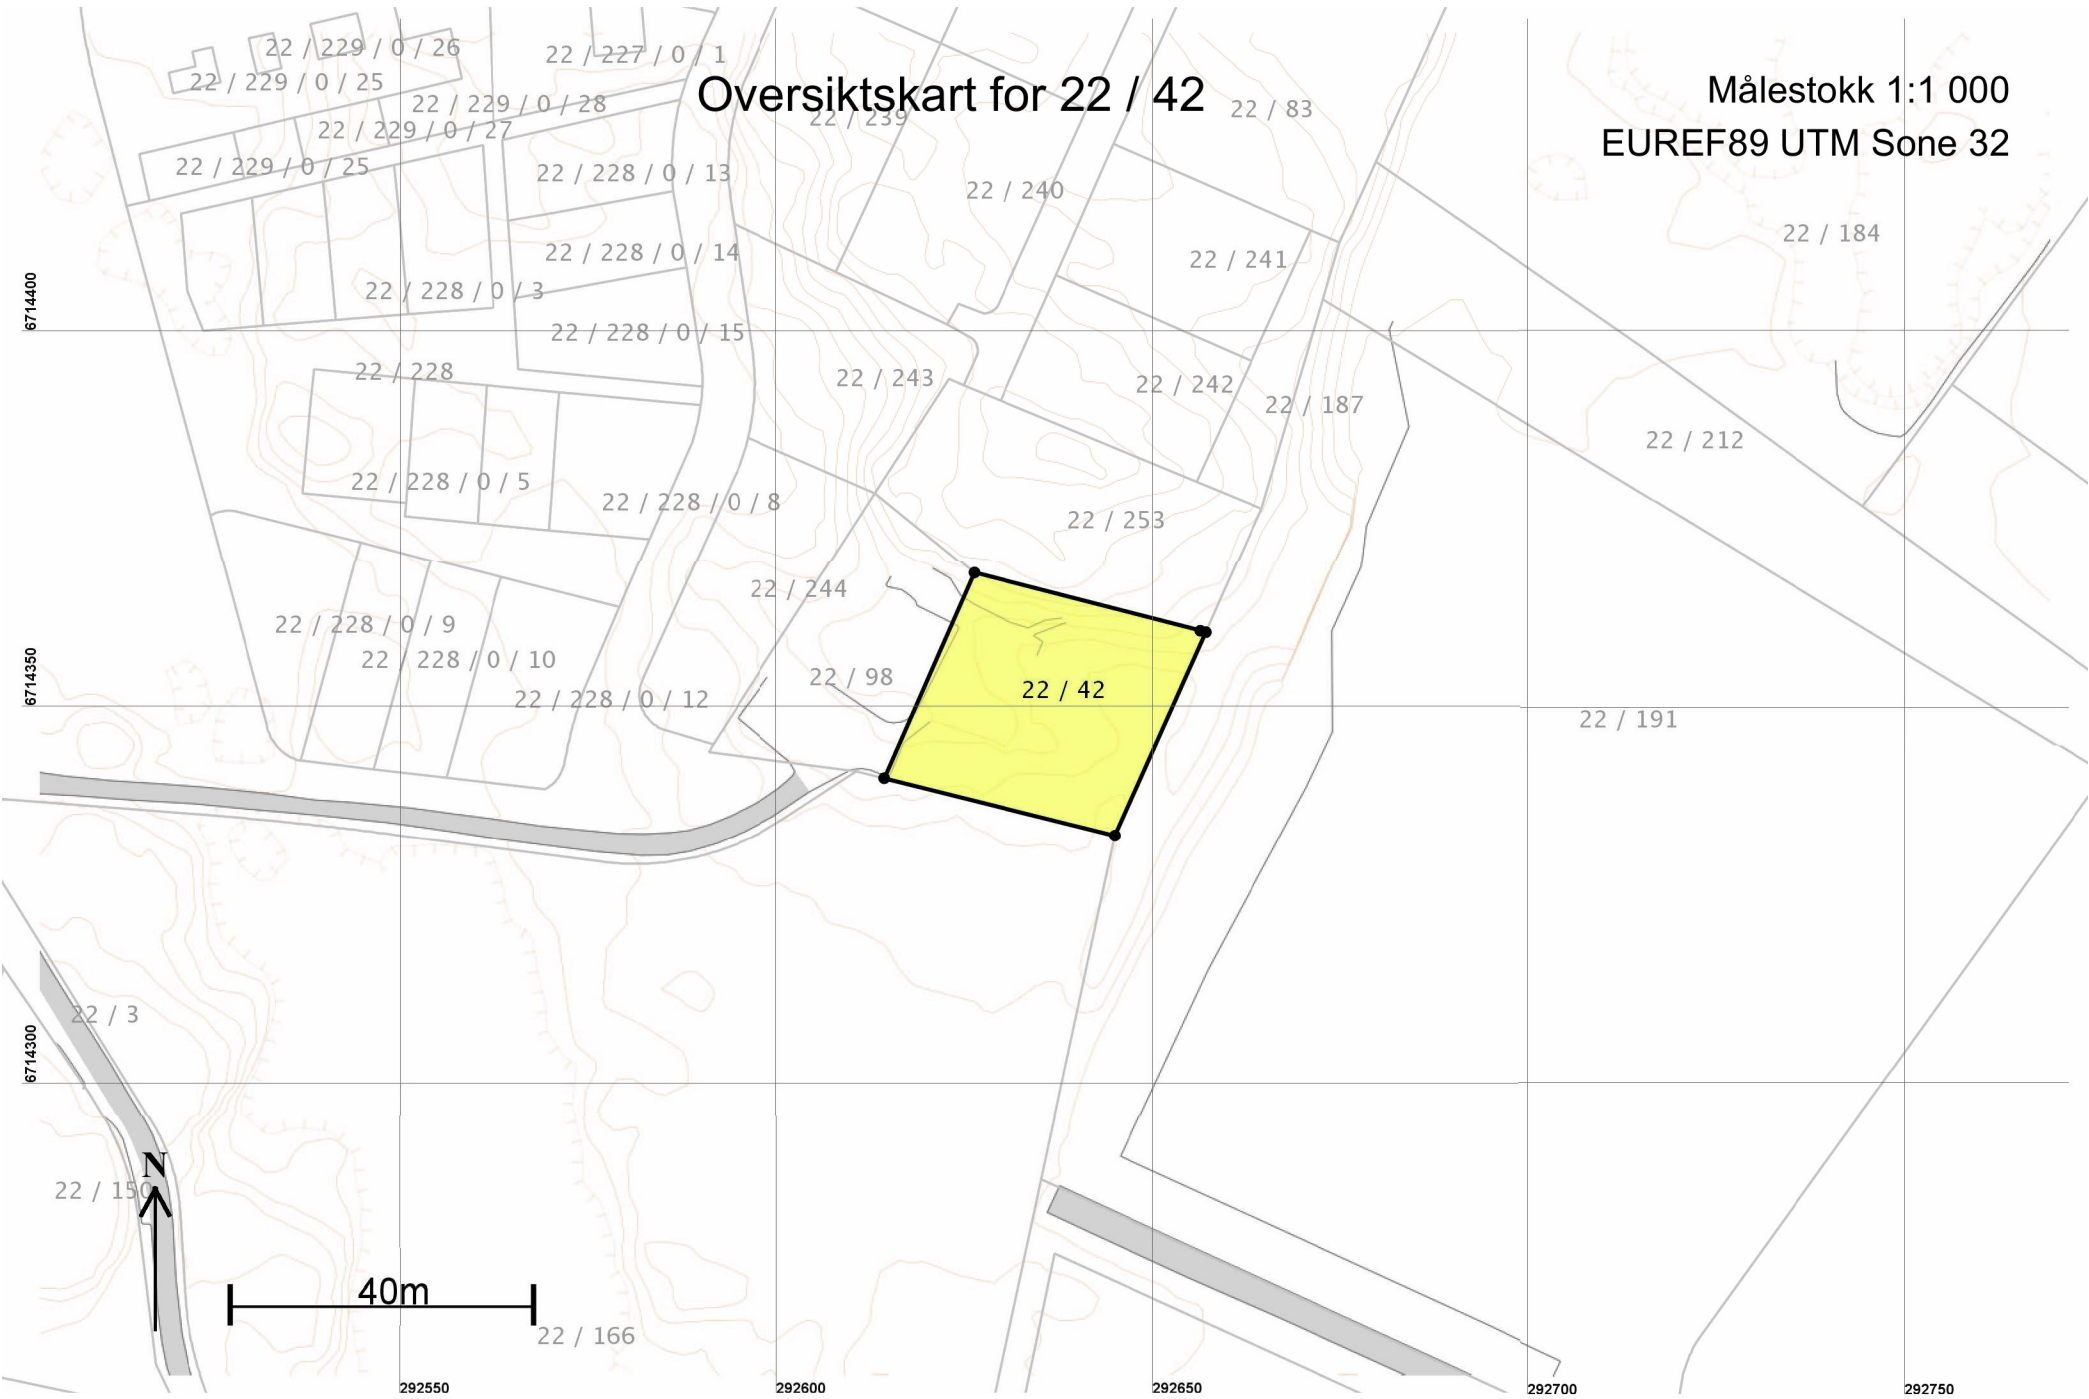 22 / 229 / 0 / 26
22 / 227 / 0 / 1
22 / 229 / 0 / 25
Oversiktskart for 22 / 42
Målestokk 1:1 000
22 / 229 / 0 / 28
22 / 239
22 / 83
22 / 229 / 0 / 27
EUREF89 UTM Sone 32
22 / 229 / 0 / 25
22 / 228 / 0 / 13
22 / 240
22 / 184
22 / 228 / 0 / 14
22 / 241
22 / 228 / 0 / 3
6714400
22 / 228 / 0 / 15
22 / 228
22 / 243
22 / 242
22 / 187
22 / 212
22 / 228 / 0 / 5
22 / 228 / 0 / 8
22 / 253
22 / 244
22 / 228 / 0 / 9
22 / 228 / 0 / 10
6714350
22 / 98
22 / 42
22 / 228 / 0 / 12
22 / 191
22 / 3
6714300
N
22 / 150
40m
22 / 166
292550
292600
292650
292700
292750